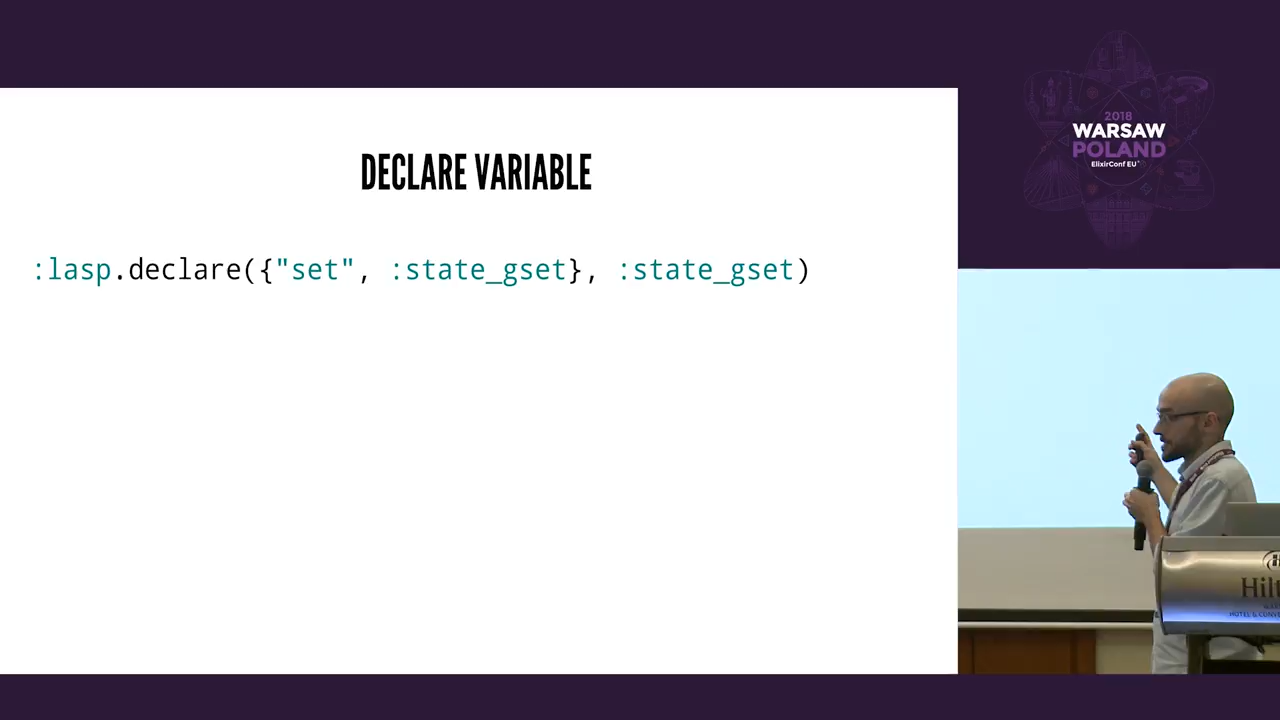 DECLARE VARIABLE
:lasp.declare({"set", :state_gset}, :state_gset)
2018
WARSAW
POLAND
ElixirConf EU